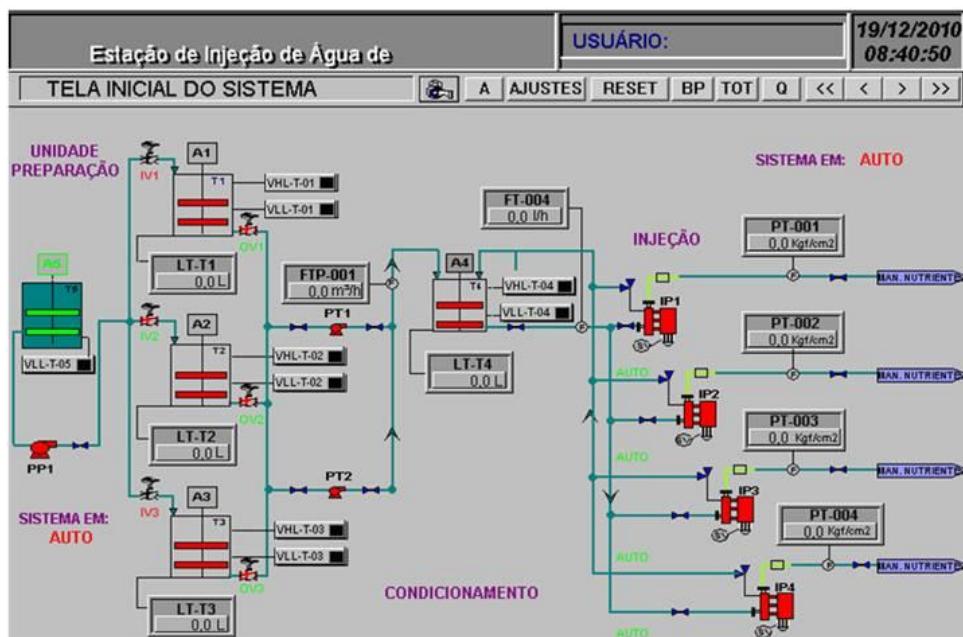 Estação de Injeção de Água de
USUÁRIO:
19/12/2010
08:40:50
TELA INICIAL DO SISTEMA
A AJUSTES RESET BP TOT Q << < > >>
UNIDADE
PREPARAÇÃO
SISTEMA EM: AUTO
IV1
A1
T1
VHL-T-01
VLL-T-01
OV1
LT-T1
0,0 L
A5
T5
VLL-T-05
PP1
IV2
A2
T2
VHL-T-02
VLL-T-02
OV2
LT-T2
0,0 L
IV3
A3
T3
VHL-T-03
VLL-T-03
OV3
LT-T3
0,0 L
SISTEMA EM:
AUTO
FTP-001
0,0 m³/h
PT1
PT2
A4
T4
VHL-T-04
VLL-T-04
LT-T4
0,0 L
FT-004
0,0 l/h
CONDICIONAMENTO
INJEÇÃO
PT-001
0,0 Kgf/cm2
IP1
MAN. NUTRIENTE
AUTO
PT-002
0,0 Kgf/cm2
IP2
MAN. NUTRIENTE
AUTO
PT-003
0,0 Kgf/cm2
IP3
MAN. NUTRIENTE
AUTO
PT-004
0,0 Kgf/cm2
IP4
MAN. NUTRIENTE
AUTO